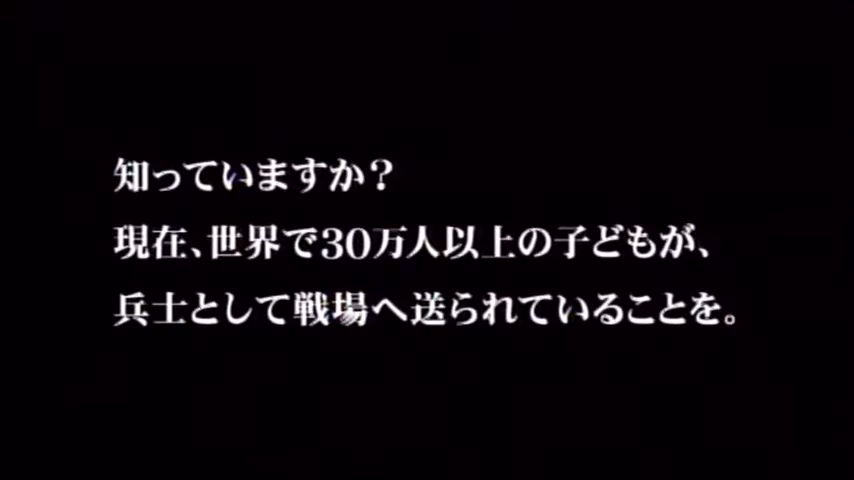 知っていますか？
現在、世界で30万人以上の子どもが、
兵士として戦場へ送られていることを。